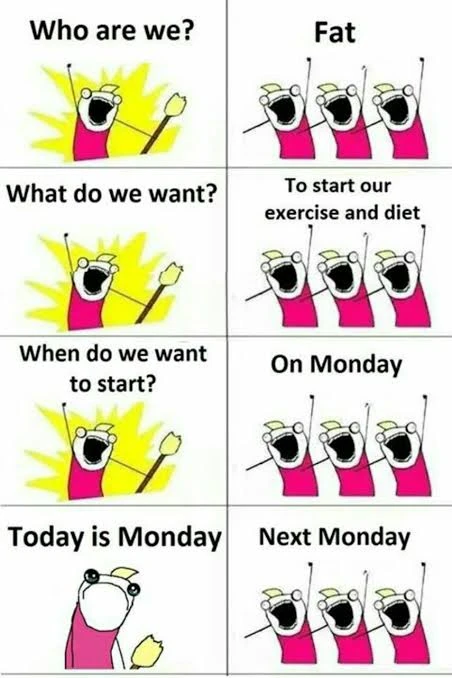 Who are we?
Fat
What do we want?
To start our
exercise and diet
When do we want
to start?
On Monday
Today is Monday
Next Monday